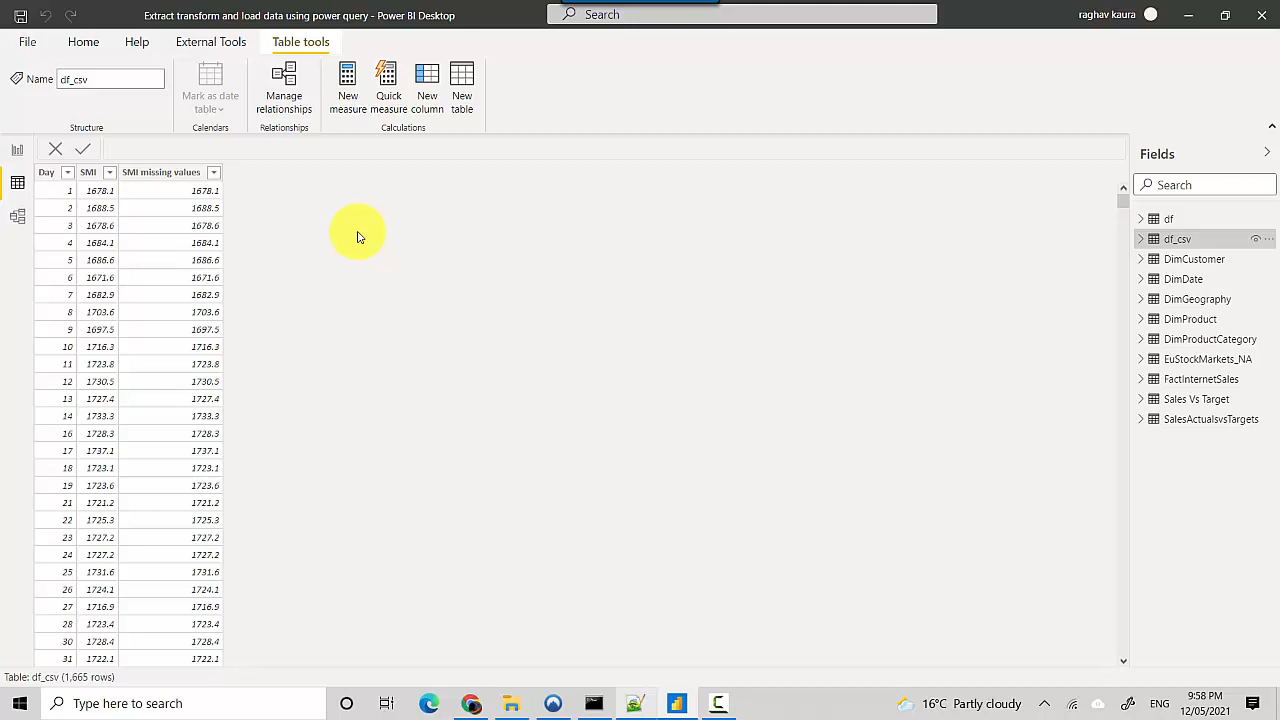 Extract transform and load data using power query - Power BI Desktop
Search
raghav kaura
File Home Help External Tools Table tools
Name df_csv
Mark as date table
Manage relationships
New measure
Quick measure
New column
New table
Structure
Calendars
Relationships
Calculations
Fields
Search
df
df_csv
DimCustomer
DimDate
DimGeography
DimProduct
DimProductCategory
EuStockMarkets_NA
FactInternetSales
Sales Vs Target
SalesActualsvsTargets
Day SMI SMI missing values
1 1678.1 1678.1
2 1688.5 1688.5
3 1678.6 1678.6
4 1684.1 1684.1
5 1686.6 1686.6
6 1671.6 1671.6
7 1682.9 1682.9
8 1703.6 1703.6
9 1697.5 1697.5
10 1716.3 1716.3
11 1723.8 1723.8
12 1730.5 1730.5
13 1727.4 1727.4
14 1733.3 1733.3
16 1728.3 1728.3
17 1737.1 1737.1
18 1723.1 1723.1
19 1723.6 1723.6
21 1721.2 1721.2
22 1725.3 1725.3
23 1727.2 1727.2
24 1727.2 1727.2
25 1731.6 1731.6
26 1724.1 1724.1
27 1716.9 1716.9
28 1723.4 1723.4
30 1728.4 1728.4
31 1722.1 1722.1
Table: df_csv (1,665 rows)
Type here to search
16°C Partly cloudy
ENG
9:58 PM
12/05/2021